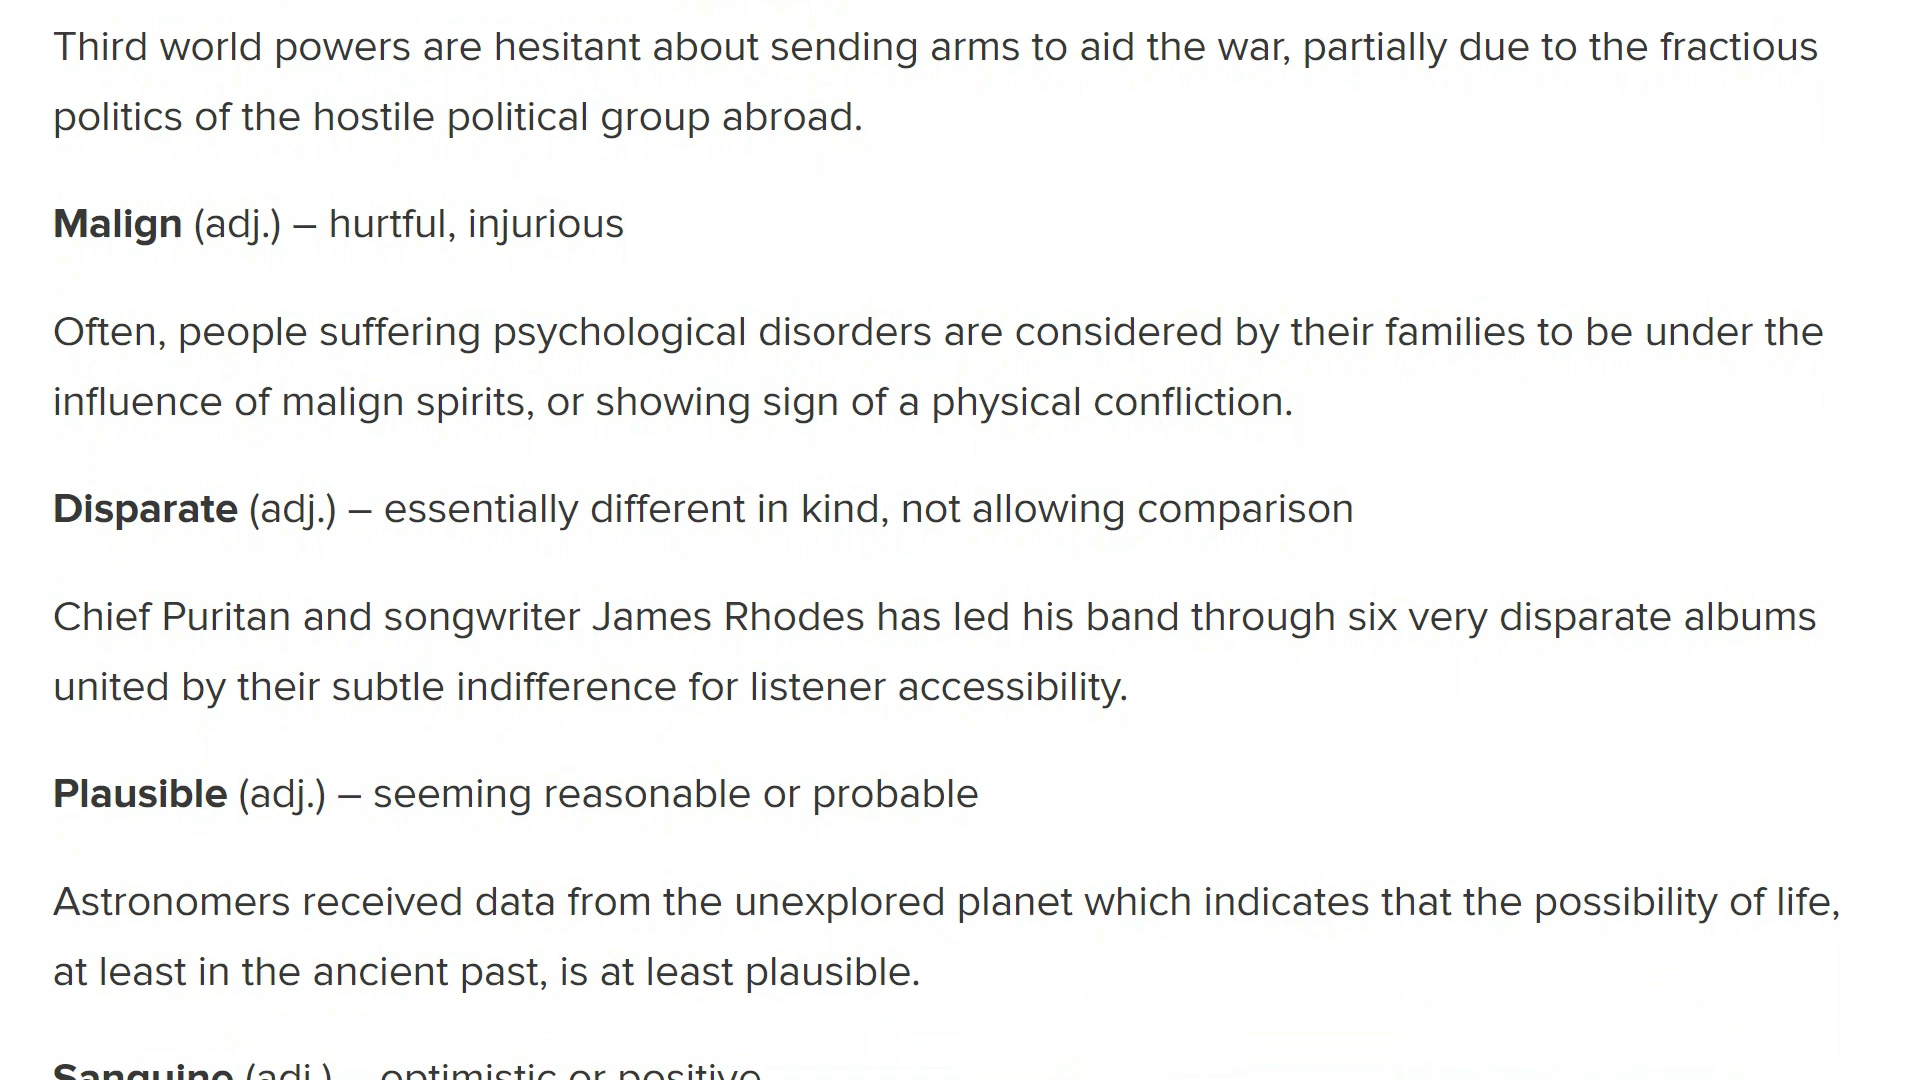 Third world powers are hesitant about sending arms to aid the war, partially due to the fractious
politics of the hostile political group abroad.
Malign (adj.) – hurtful, injurious
Often, people suffering psychological disorders are considered by their families to be under the
influence of malign spirits, or showing sign of a physical confliction.
Disparate (adj.) – essentially different in kind, not allowing comparison
Chief Puritan and songwriter James Rhodes has led his band through six very disparate albums
united by their subtle indifference for listener accessibility.
Plausible (adj.) – seeming reasonable or probable
Astronomers received data from the unexplored planet which indicates that the possibility of life,
at least in the ancient past, is at least plausible.
Sanguine (adj.) – optimistic or positive